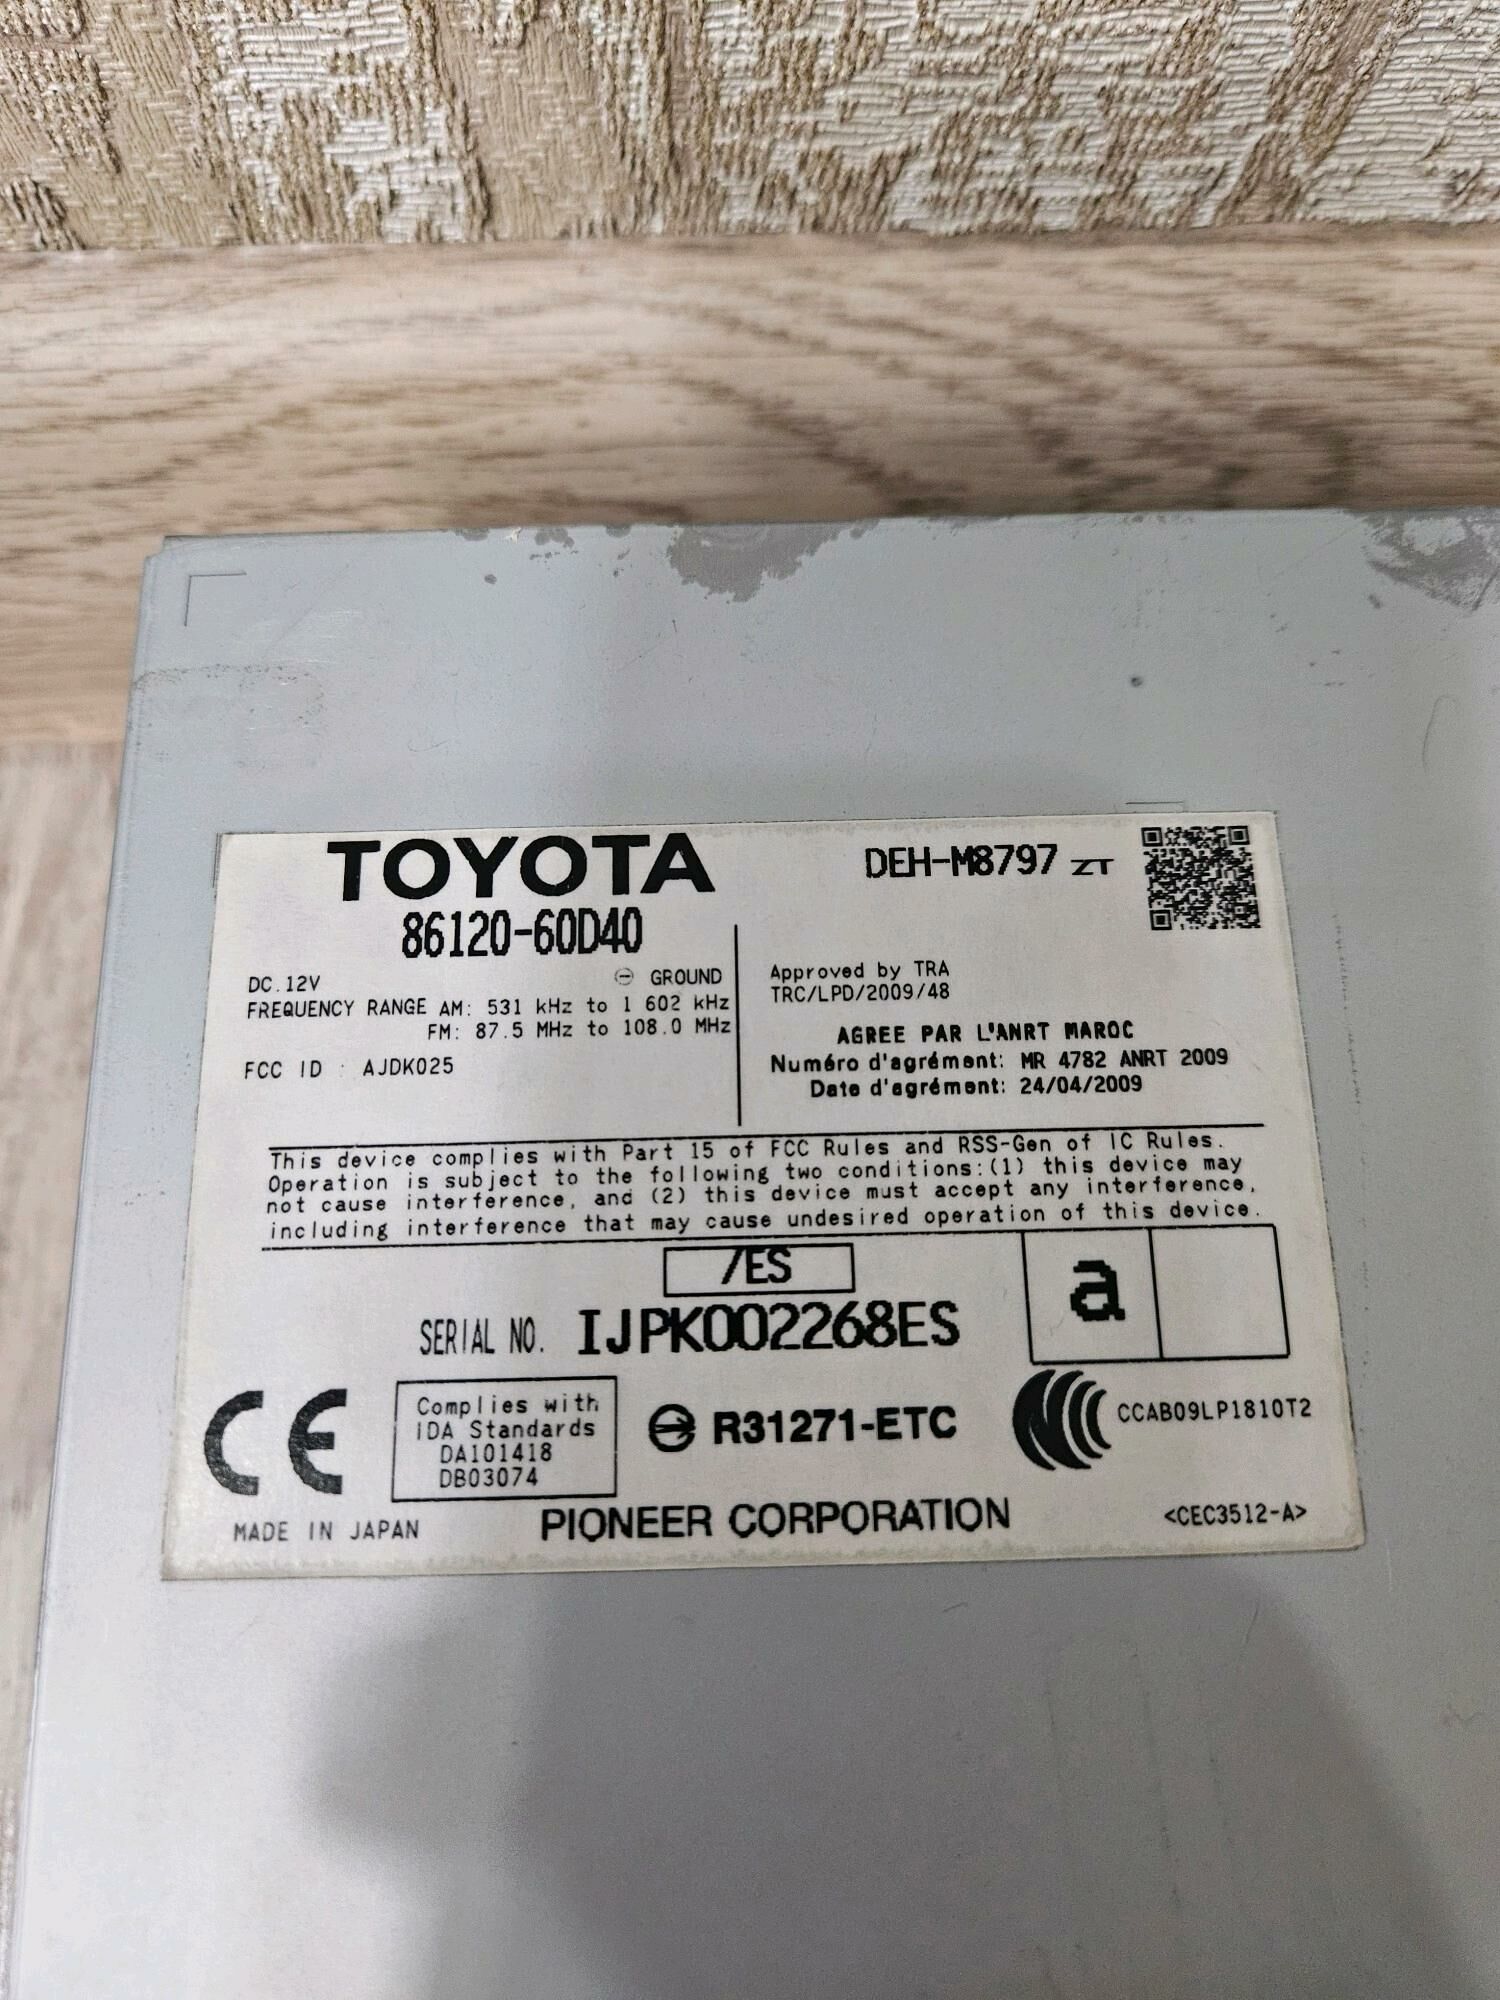 TOYOTA
86120-60D40
DEH-M8797 ZT
DC.12V ⊖ GROUND
FREQUENCY RANGE AM: 531 kHz to 1 602 kHz
FM: 87.5 MHz to 108.0 MHz
FCC ID : AJDK025
Approved by TRA
TRC/LPD/2009/48
AGREE PAR L'ANRT MAROC
Numéro d'agrément: MR 4782 ANRT 2009
Date d'agrément: 24/04/2009
This device complies with Part 15 of FCC Rules and RSS-Gen of IC Rules.
Operation is subject to the following two conditions:(1) this device may
not cause interference, and (2) this device must accept any interference,
including interference that may cause undesired operation of this device.
/ES
SERIAL NO. IJPK002268ES
a
CE
Complies with
IDA Standards
DA101418
DB03074
R31271-ETC
CCAB09LP1810T2
MADE IN JAPAN
PIONEER CORPORATION
<CEC3512-A>